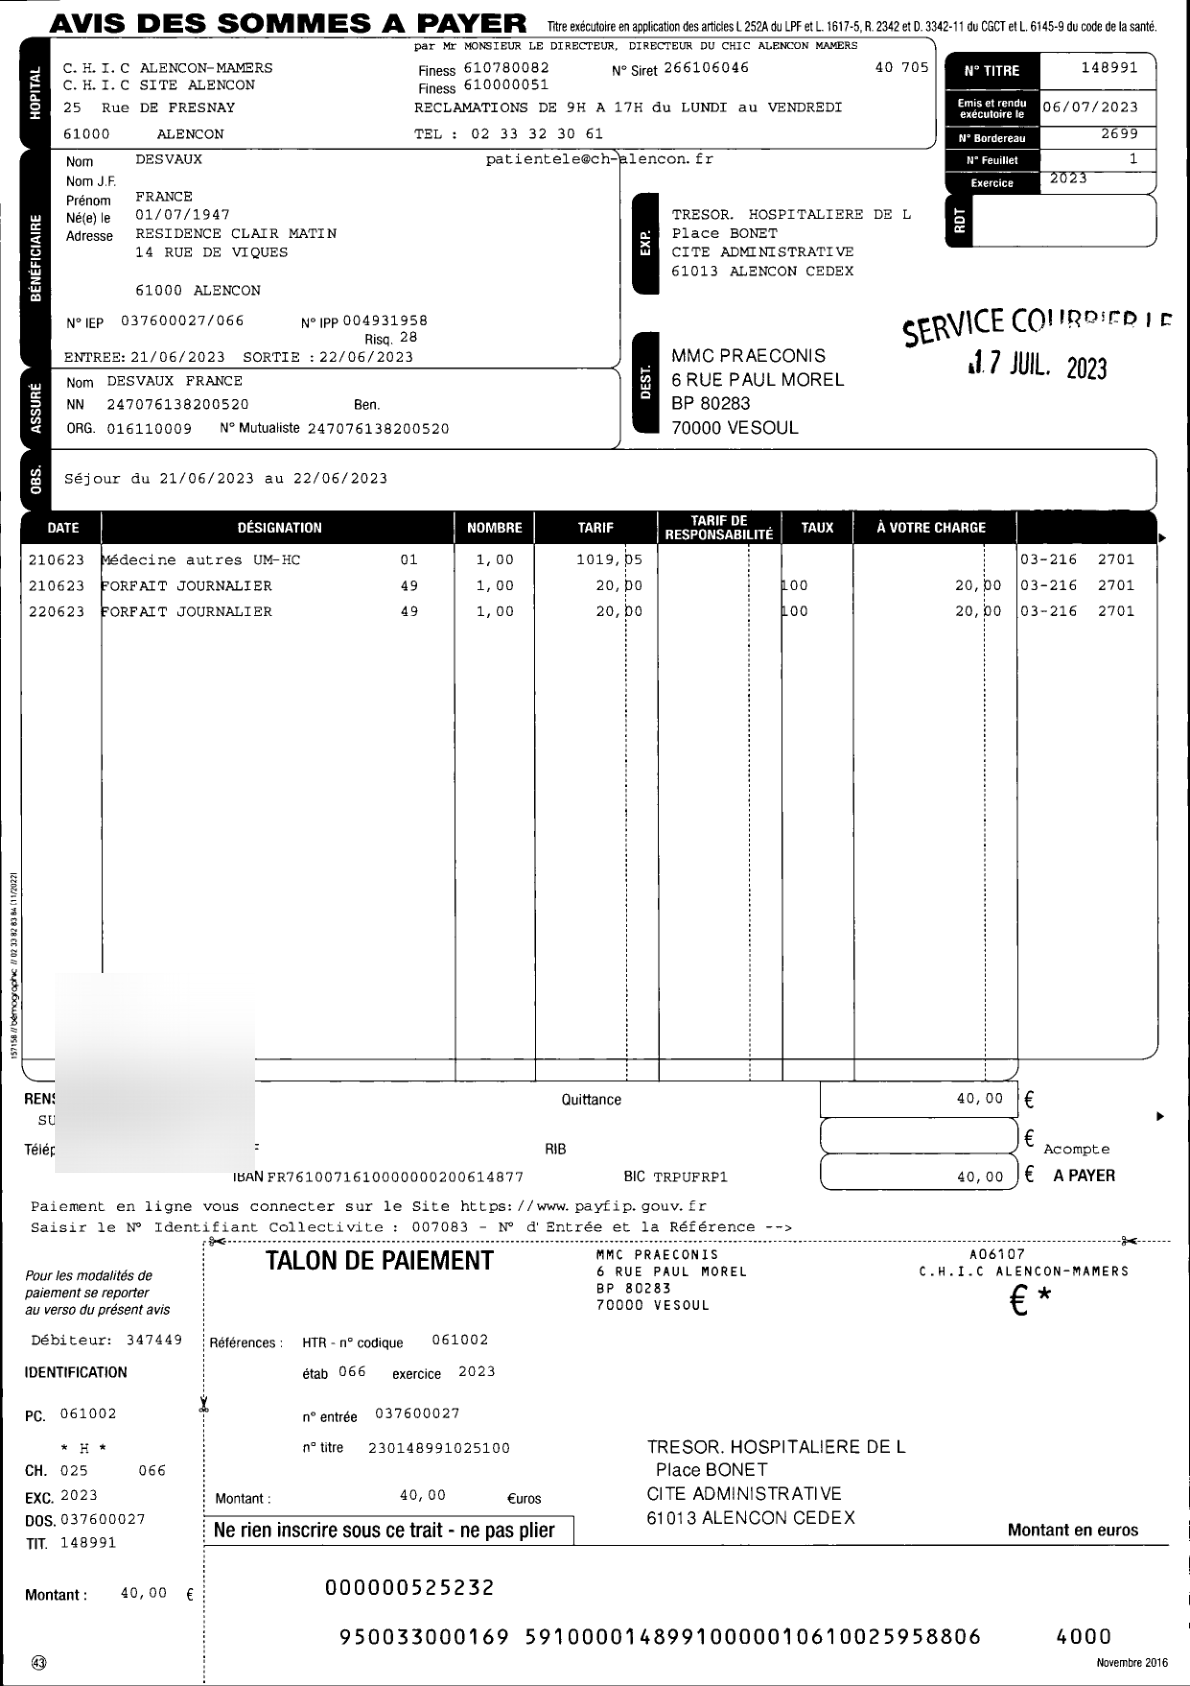 AVIS DES SOMMES A PAYER Titre exécutoire en application des articles L 252A du LPF et L. 1617-5, R. 2342 et D. 3342-11 du CGCT et L. 6145-9 du code de la santé.
par Mr MONSIEUR LE DIRECTEUR, DIRECTEUR DU CHIC ALENCON MAMERS
HOPITAL
C. H. I. C ALENCON-MAMERS Finess 610780082 N° Siret 266106046 40 705
C. H. I. C SITE ALENCON Finess 610000051
25 Rue DE FRESNAY RECLAMATIONS DE 9H A 17H du LUNDI au VENDREDI
61000 ALENCON TEL : 02 33 32 30 61
N° TITRE 148991
Emis et rendu exécutoire le 06/07/2023
N° Bordereau 2699
N° Feuillet 1
Exercice 2023
RDT
BÉNÉFICIAIRE
Nom DESVAUX patientele@ch-alencon.fr
Nom J.F.
Prénom FRANCE
Né(e) le 01/07/1947
Adresse RESIDENCE CLAIR MATIN
14 RUE DE VIQUES
61000 ALENCON
N° IEP 037600027/066 N° IPP 004931958
Risq. 28
ENTREE: 21/06/2023 SORTIE : 22/06/2023
EXP.
TRESOR. HOSPITALIERE DE L
Place BONET
CITE ADMINISTRATIVE
61013 ALENCON CEDEX
SERVICE COURRIER LE
17 JUIL. 2023
DEST.
MMC PRAECONIS
6 RUE PAUL MOREL
BP 80283
70000 VESOUL
ASSURÉ
Nom DESVAUX FRANCE
NN 247076138200520 Ben.
ORG. 016110009 N° Mutualiste 247076138200520
OBS.
Séjour du 21/06/2023 au 22/06/2023
DATE DÉSIGNATION NOMBRE TARIF TARIF DE RESPONSABILITÉ TAUX À VOTRE CHARGE
210623 Médecine autres UM-HC 01 1,00 1019,05 03-216 2701
210623 FORFAIT JOURNALIER 49 1,00 20,00 100 20,00 03-216 2701
220623 FORFAIT JOURNALIER 49 1,00 20,00 100 20,00 03-216 2701
157158 // bémographic // 02 33 82 83 84 (11/2022)
RENS Quittance 40,00 €
SU
€ Acompte
Télép RIB
IBAN FR7610071610000000200614877 BIC TRPUFRP1 40,00 € A PAYER
Paiement en ligne vous connecter sur le Site https://www.payfip.gouv.fr
Saisir le N° Identifiant Collectivite : 007083 - N° d'Entrée et la Référence -->
TALON DE PAIEMENT
MMC PRAECONIS
6 RUE PAUL MOREL
BP 80283
70000 VESOUL
A06107
C.H.I.C ALENCON-MAMERS
€ *
Pour les modalités de
paiement se reporter
au verso du présent avis
Débiteur: 347449
Références : HTR - n° codique 061002
IDENTIFICATION
étab 066 exercice 2023
PC. 061002
n° entrée 037600027
* H *
n° titre 230148991025100
CH. 025 066
EXC. 2023
Montant : 40,00 €uros
DOS. 037600027
TIT. 148991
TRESOR. HOSPITALIERE DE L
Place BONET
CITE ADMINISTRATIVE
61013 ALENCON CEDEX
Ne rien inscrire sous ce trait - ne pas plier
Montant en euros
Montant : 40,00 €
000000525232
950033000169 59100001489910000010610025958806 4000
43
Novembre 2016